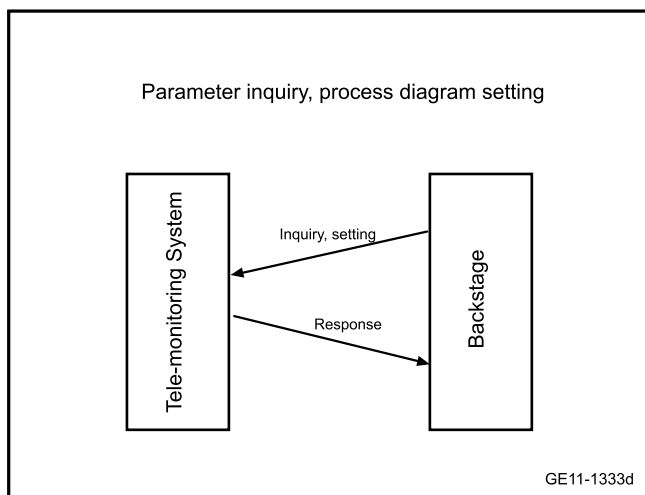 Parameter inquiry, process diagram setting
Tele-monitoring System
Inquiry, setting
Response
Backstage
GE11-1333d